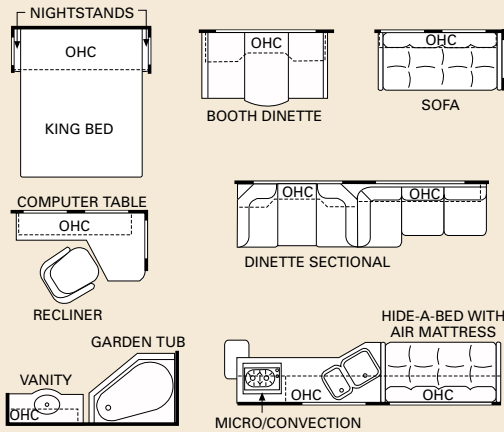 NIGHTSTANDS
OHC
KING BED
OHC
BOOTH DINETTE
OHC
SOFA
COMPUTER TABLE
OHC
RECLINER
OHC
OHC
DINETTE SECTIONAL
GARDEN TUB
VANITY
OHC
HIDE-A-BED WITH
AIR MATTRESS
OHC
OHC
MICRO/CONVECTION